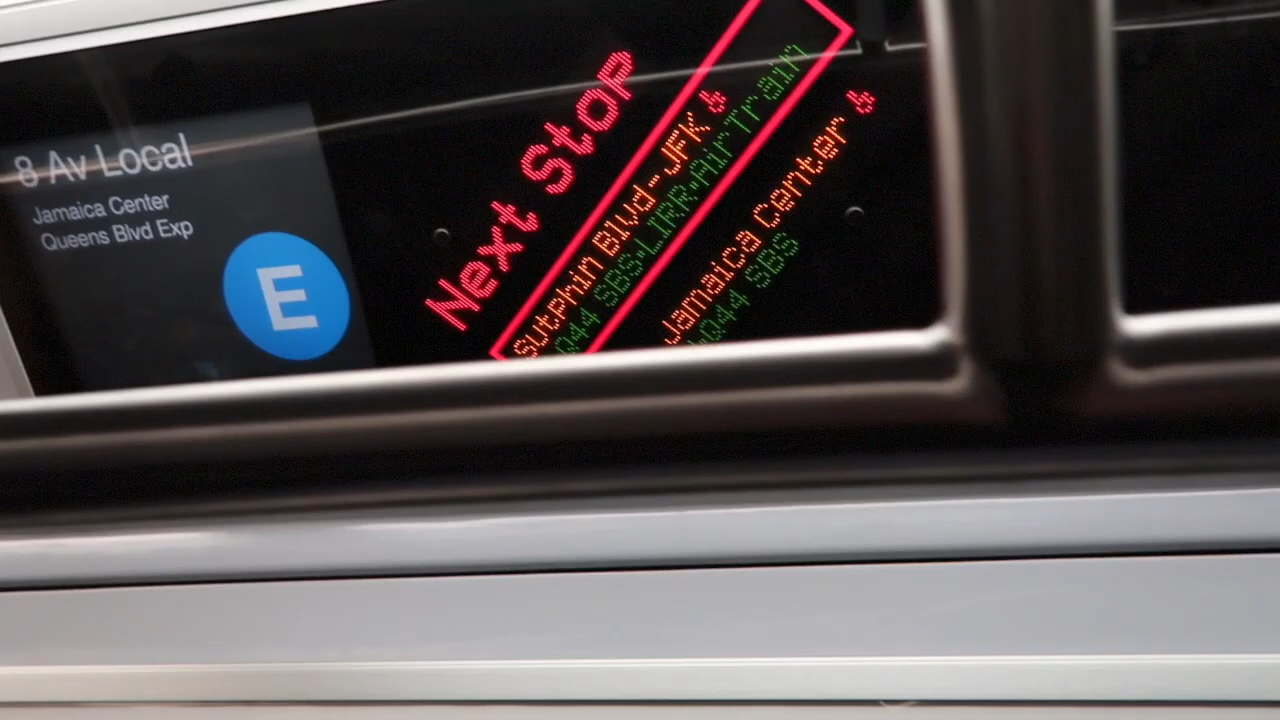 8 Av Local
Jamaica Center
Queens Blvd Exp
E
Next Stop
Sutphin Blvd-JFK
Q44 SBS•LIRR•AirTrain
Jamaica Center
Q44 SBS